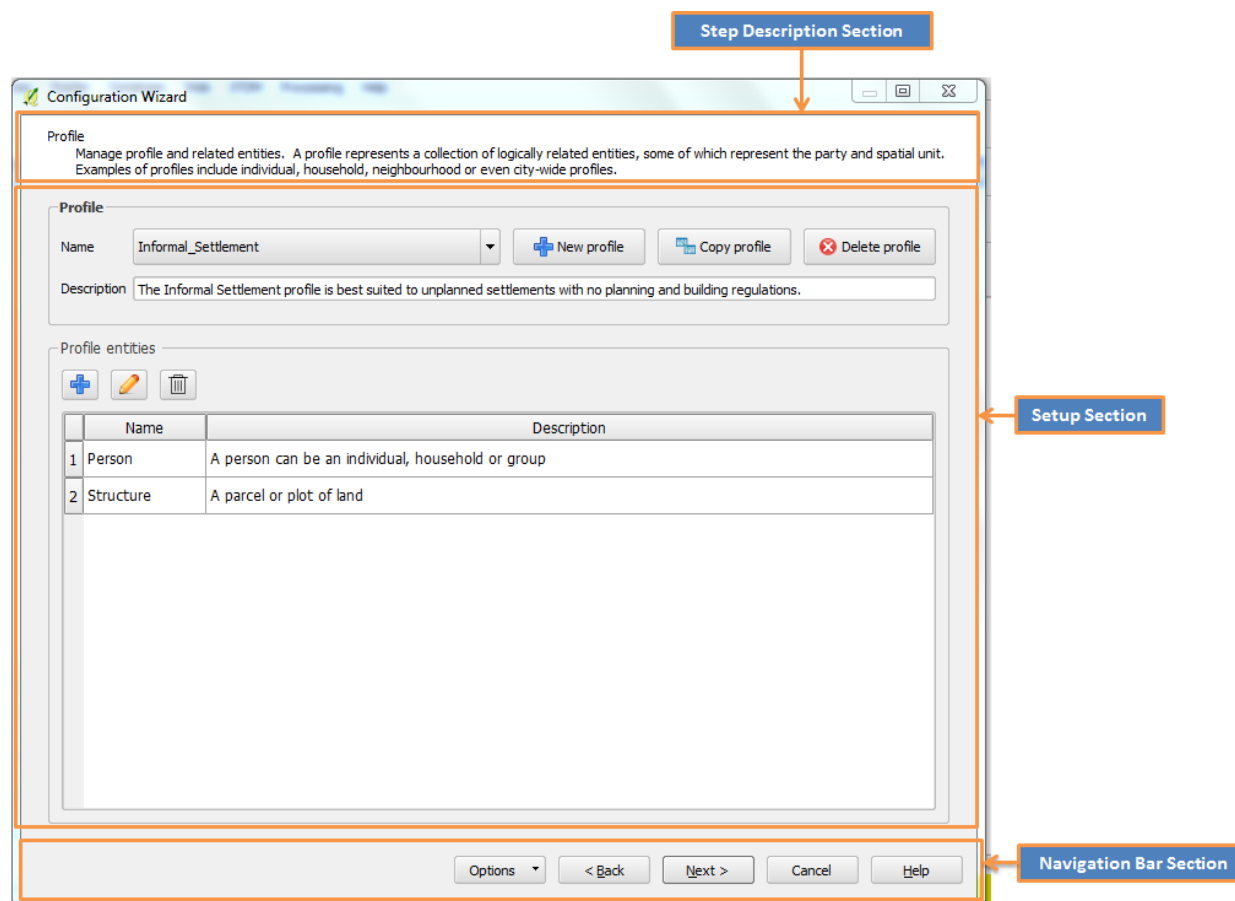 Step Description Section
Configuration Wizard
Profile
Manage profile and related entities.  A profile represents a collection of logically related entities, some of which represent the party and spatial unit.
Examples of profiles include individual, household, neighbourhood or even city-wide profiles.
Profile
Name Informal_Settlement New profile Copy profile Delete profile
Description The Informal Settlement profile is best suited to unplanned settlements with no planning and building regulations.
Profile entities
Name Description
Setup Section
1 Person A person can be an individual, household or group
2 Structure A parcel or plot of land
Options < Back Next > Cancel Help
Navigation Bar Section